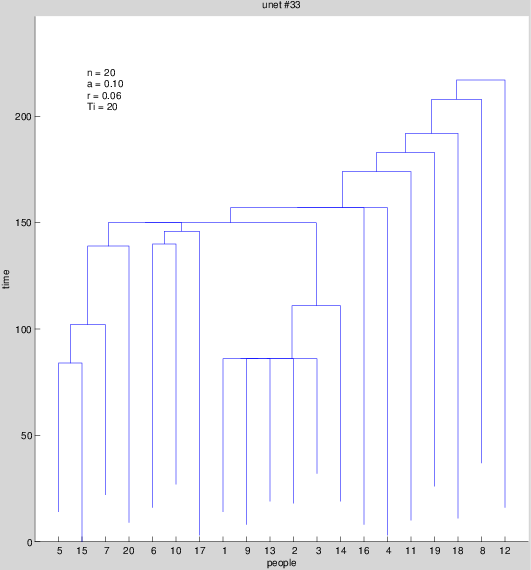 unet #33
n = 20
a = 0.10
r = 0.06
Ti = 20
200
150
100
50
0
time
5 15 7 20 6 10 17 1 9 13 2 3 14 16 4 11 19 18 8 12
people